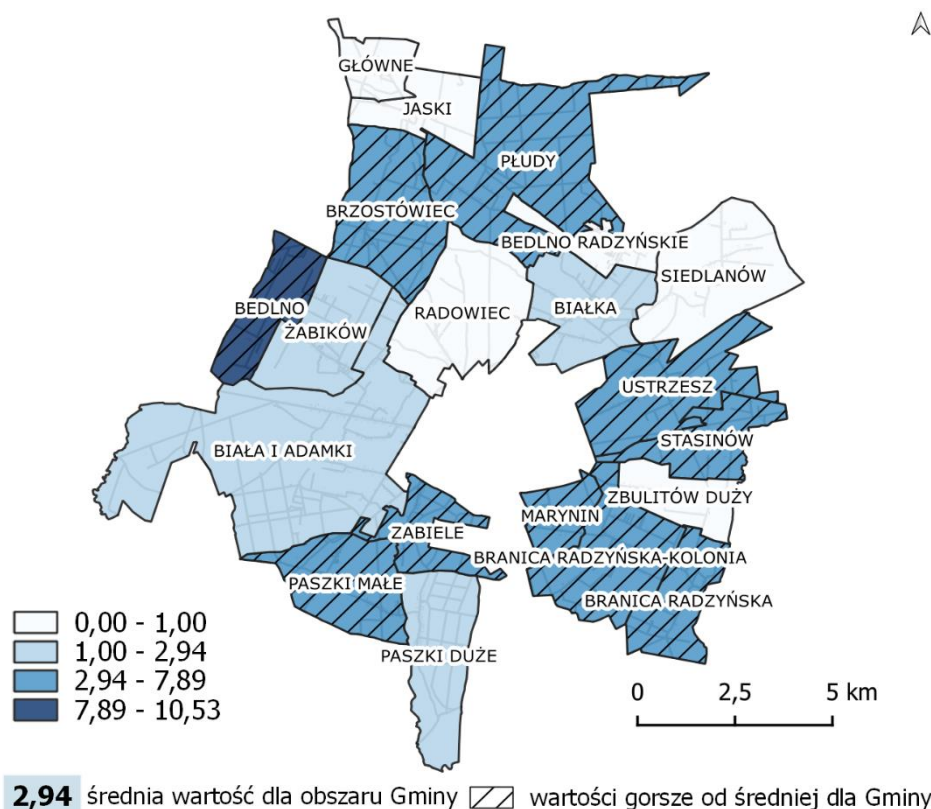 GŁÓWNE
JASKI
PŁUDY
BRZOSTÓWIEC
BEDLNO RADZYŃSKIE
SIEDLANÓW
BEDLNO
RADOWIEC
BIAŁKA
ŻABIKÓW
USTRZESZ
STASINÓW
BIAŁA I ADAMKI
ZBULITÓW DUŻY
MARYNIN
ZABIELE
BRANICA RADZYŃSKA-KOLONIA
PASZKI MAŁE
BRANICA RADZYŃSKA
PASZKI DUŻE
0,00 - 1,00
1,00 - 2,94
2,94 - 7,89
7,89 - 10,53
0 2,5 5 km
2,94 średnia wartość dla obszaru Gminy wartości gorsze od średniej dla Gminy